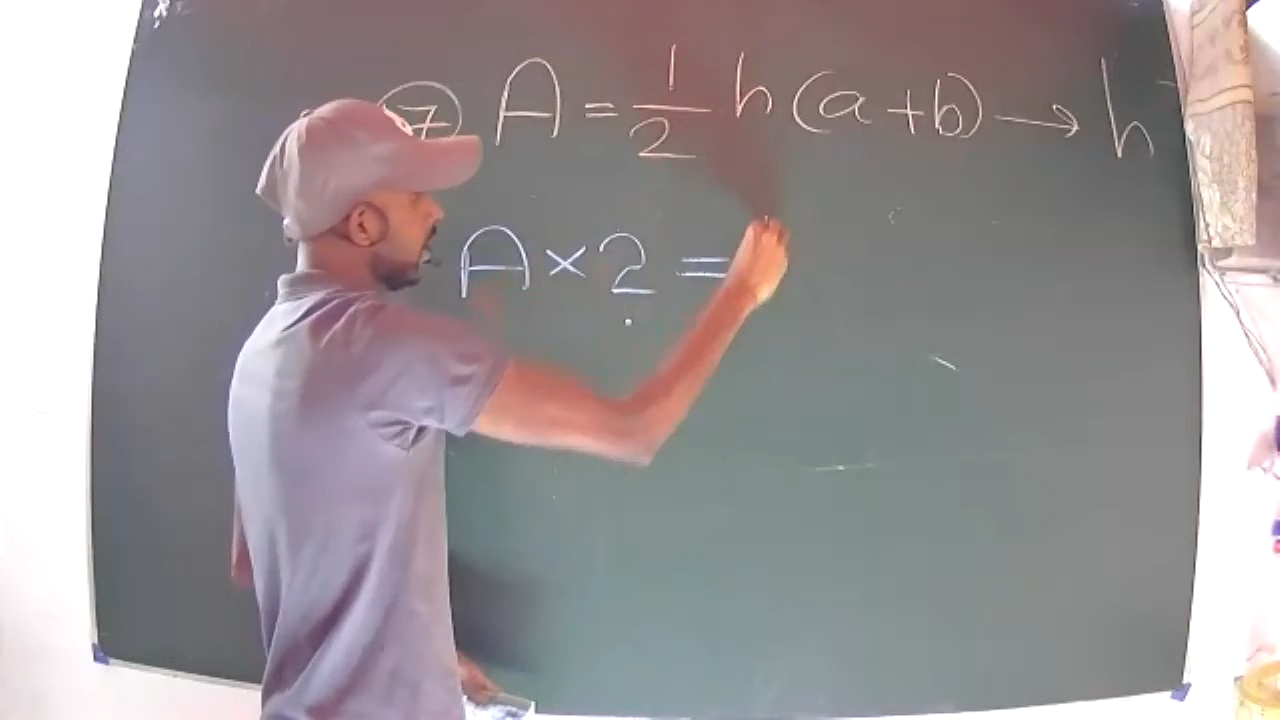 ⑦ A = 1/2 h (a + b) → h
A × 2 =